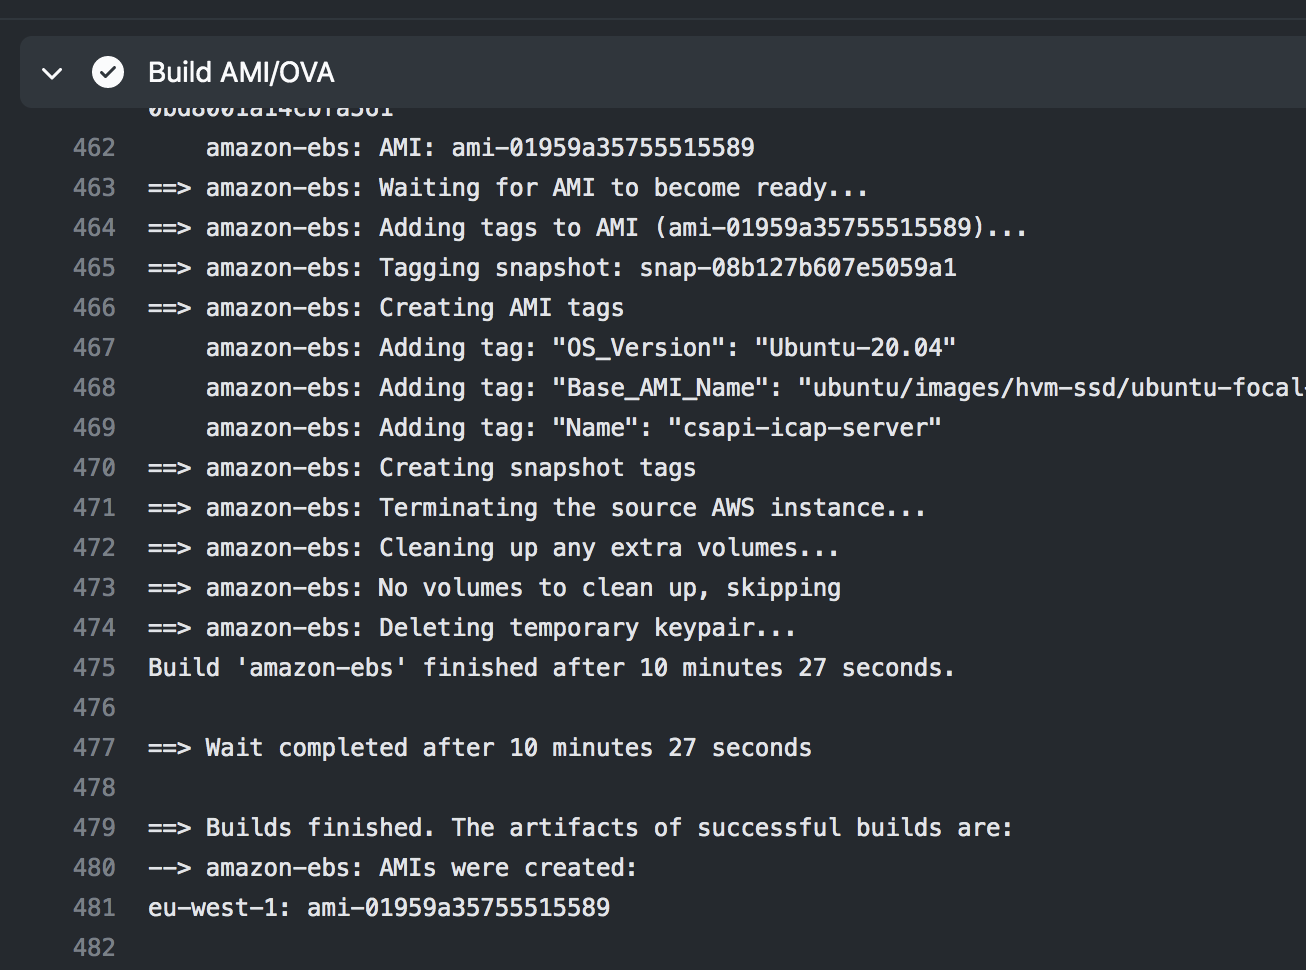 Build AMI/OVA
462 amazon-ebs: AMI: ami-01959a35755515589
463 ==> amazon-ebs: Waiting for AMI to become ready...
464 ==> amazon-ebs: Adding tags to AMI (ami-01959a35755515589)...
465 ==> amazon-ebs: Tagging snapshot: snap-08b127b607e5059a1
466 ==> amazon-ebs: Creating AMI tags
467 amazon-ebs: Adding tag: "OS_Version": "Ubuntu-20.04"
468 amazon-ebs: Adding tag: "Base_AMI_Name": "ubuntu/images/hvm-ssd/ubuntu-focal-
469 amazon-ebs: Adding tag: "Name": "csapi-icap-server"
470 ==> amazon-ebs: Creating snapshot tags
471 ==> amazon-ebs: Terminating the source AWS instance...
472 ==> amazon-ebs: Cleaning up any extra volumes...
473 ==> amazon-ebs: No volumes to clean up, skipping
474 ==> amazon-ebs: Deleting temporary keypair...
475 Build 'amazon-ebs' finished after 10 minutes 27 seconds.
476
477 ==> Wait completed after 10 minutes 27 seconds
478
479 ==> Builds finished. The artifacts of successful builds are:
480 --> amazon-ebs: AMIs were created:
481 eu-west-1: ami-01959a35755515589
482